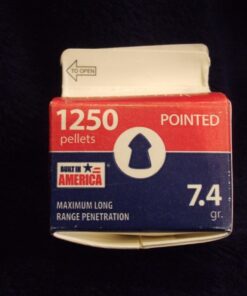 TO OPEN
1250
pellets
POINTED
BUILT IN
AMERICA
MAXIMUM LONG
RANGE PENETRATION
7.4
gr.